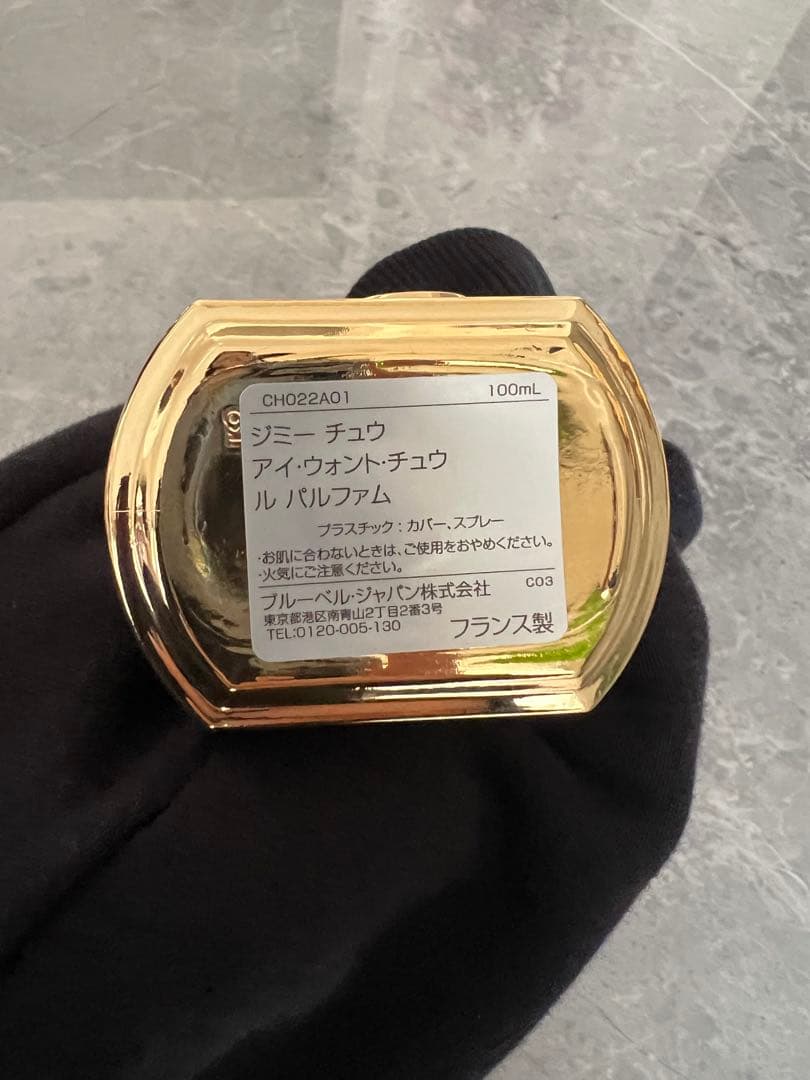 CH022A01 100mL
ジミー チュウ
アイ・ウォント・チュウ
ル パルファム
プラスチック：カバー、スプレー
・お肌に合わないときは、ご使用をおやめください。
・火気にご注意ください。
ブルーベル・ジャパン株式会社 C03
東京都港区南青山2丁目2番3号
TEL:0120-005-130 フランス製